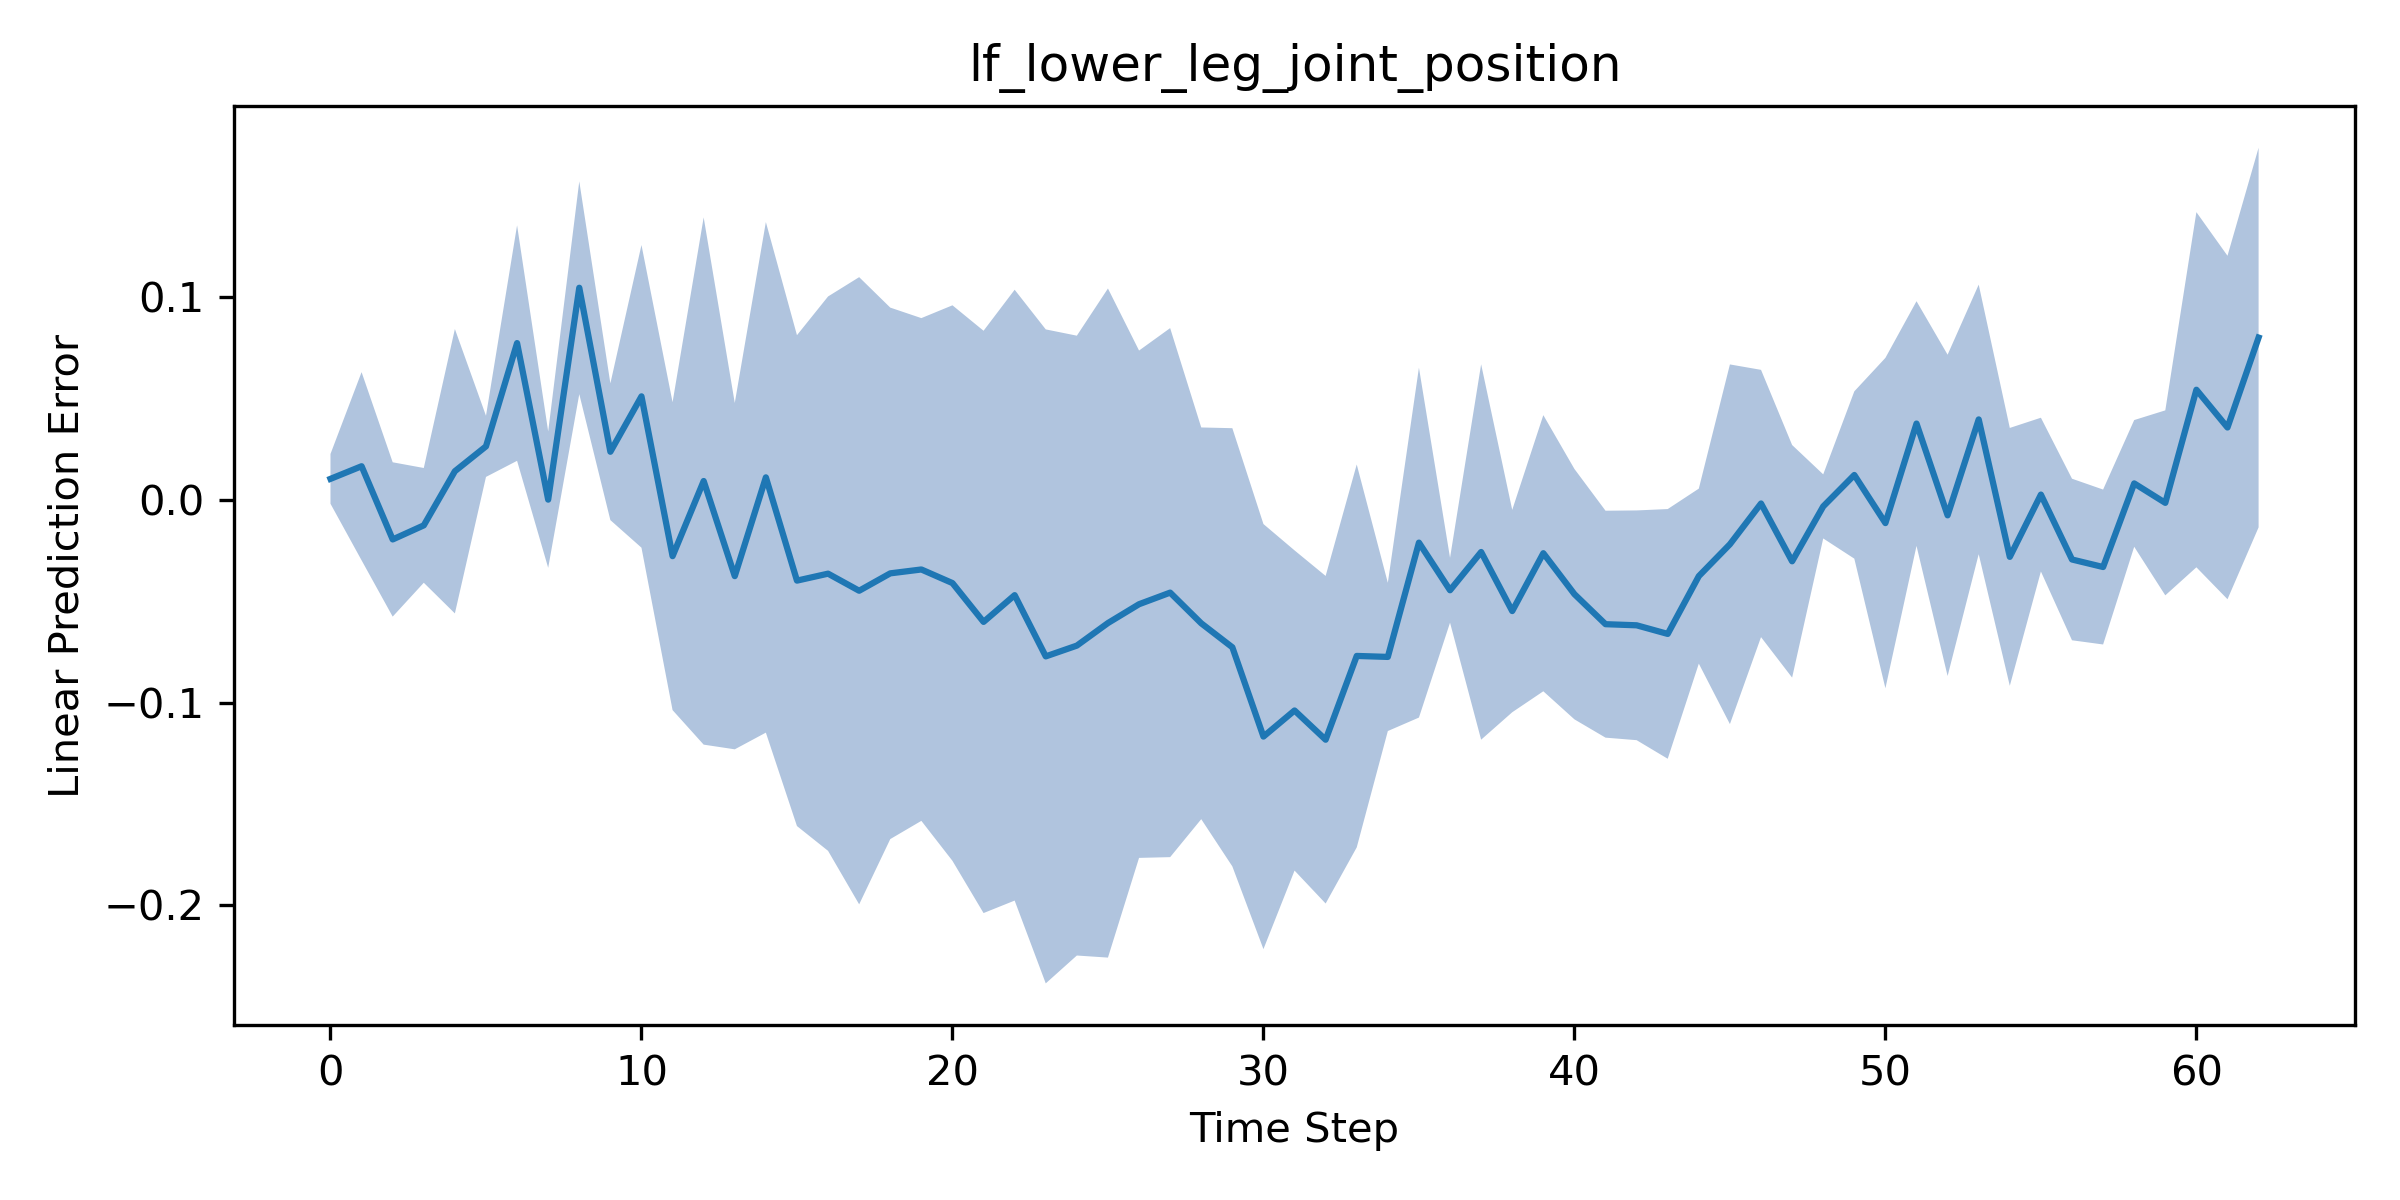 lf_lower_leg_joint_position
Linear Prediction Error
0.1
0.0
−0.1
−0.2
0 10 20 30 40 50 60
Time Step